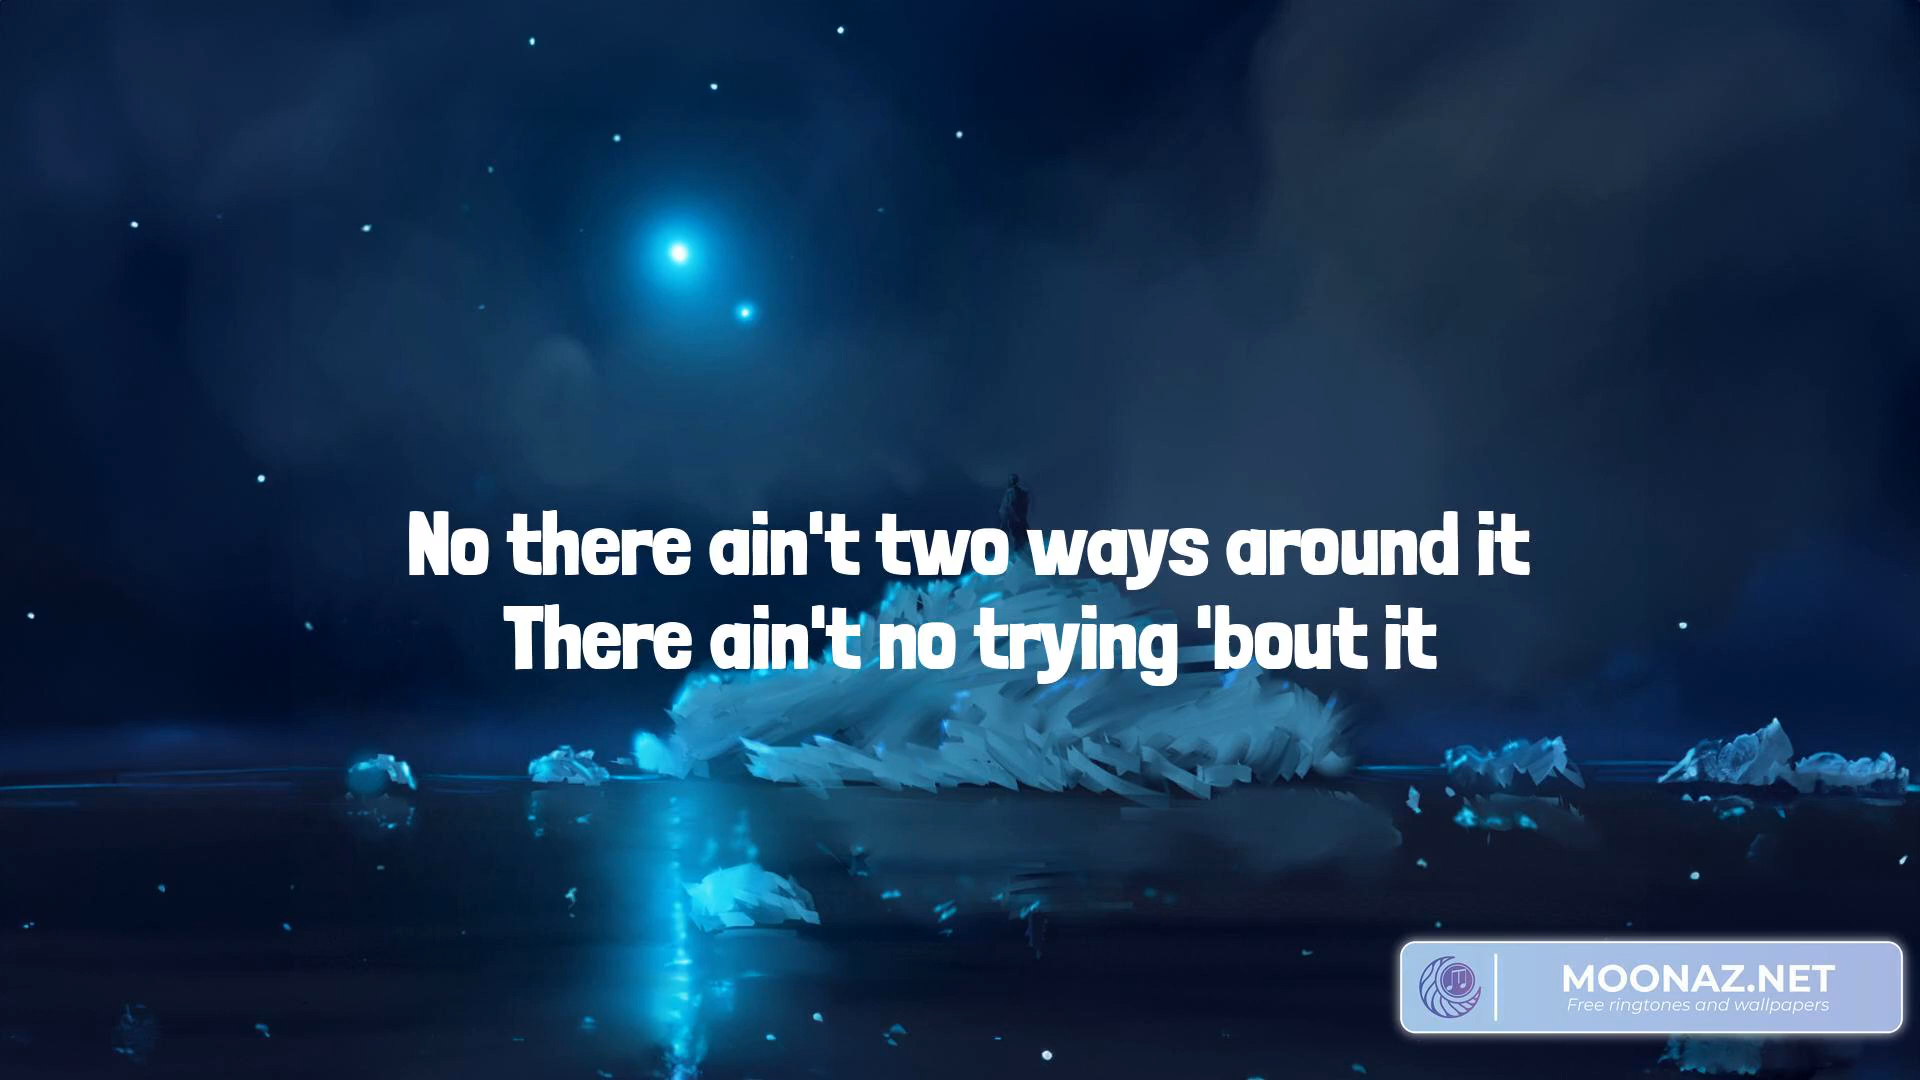 No there ain't two ways around it
There ain't no trying 'bout it
MOONAZ.NET
Free ringtones and wallpapers